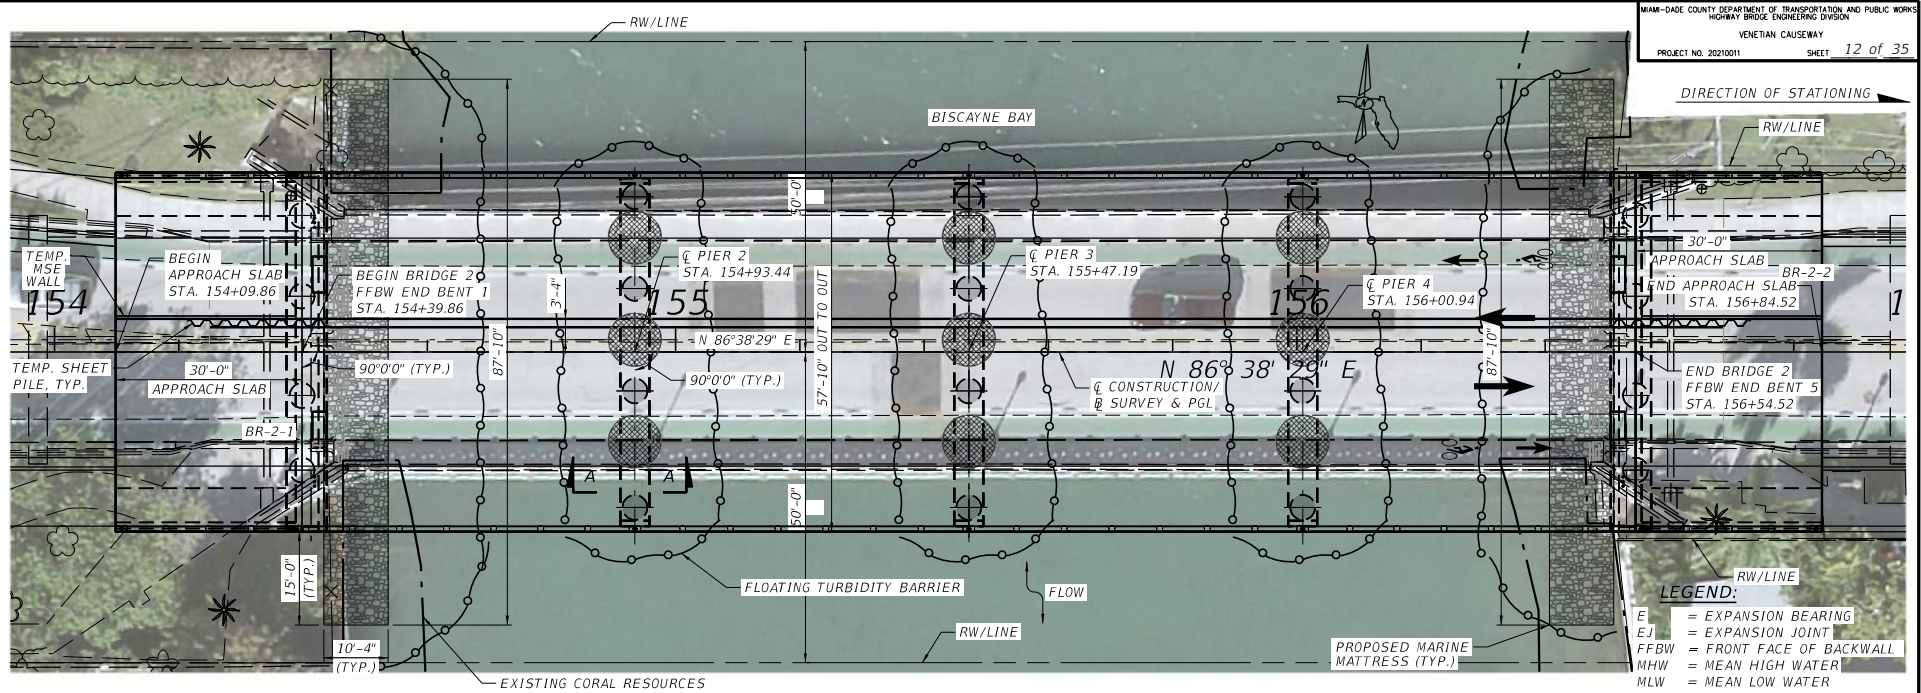 MIAMI-DADE COUNTY DEPARTMENT OF TRANSPORTATION AND PUBLIC WORKS
HIGHWAY BRIDGE ENGINEERING DIVISION
VENETIAN CAUSEWAY
PROJECT NO. 20210011 SHEET 12 of 35
RW/LINE
DIRECTION OF STATIONING
BISCAYNE BAY
N
RW/LINE
50'-0"
TEMP.
MSE
WALL
BEGIN
APPROACH SLAB
STA. 154+09.86
BEGIN BRIDGE 2
FFBW END BENT 1
STA. 154+39.86
℄ PIER 2
STA. 154+93.44
℄ PIER 3
STA. 155+47.19
℄ PIER 4
STA. 156+00.94
30'-0"
APPROACH SLAB
BR-2-2
END APPROACH SLAB
STA. 156+84.52
154
155
156
1
3'-4"
87'-10"
57'-10" OUT TO OUT
87'-10"
N 86°38'29" E
N 86° 38' 29" E
TEMP. SHEET
PILE, TYP.
30'-0"
APPROACH SLAB
90°0'0" (TYP.)
90°0'0" (TYP.)
℄ CONSTRUCTION/
B SURVEY & PGL
END BRIDGE 2
FFBW END BENT 5
STA. 156+54.52
BR-2-1
A
A
50'-0"
15'-0"
(TYP.)
FLOATING TURBIDITY BARRIER
FLOW
RW/LINE
RW/LINE
10'-4"
(TYP.)
PROPOSED MARINE
MATTRESS (TYP.)
EXISTING CORAL RESOURCES
LEGEND:
E = EXPANSION BEARING
EJ = EXPANSION JOINT
FFBW = FRONT FACE OF BACKWALL
MHW = MEAN HIGH WATER
MLW = MEAN LOW WATER